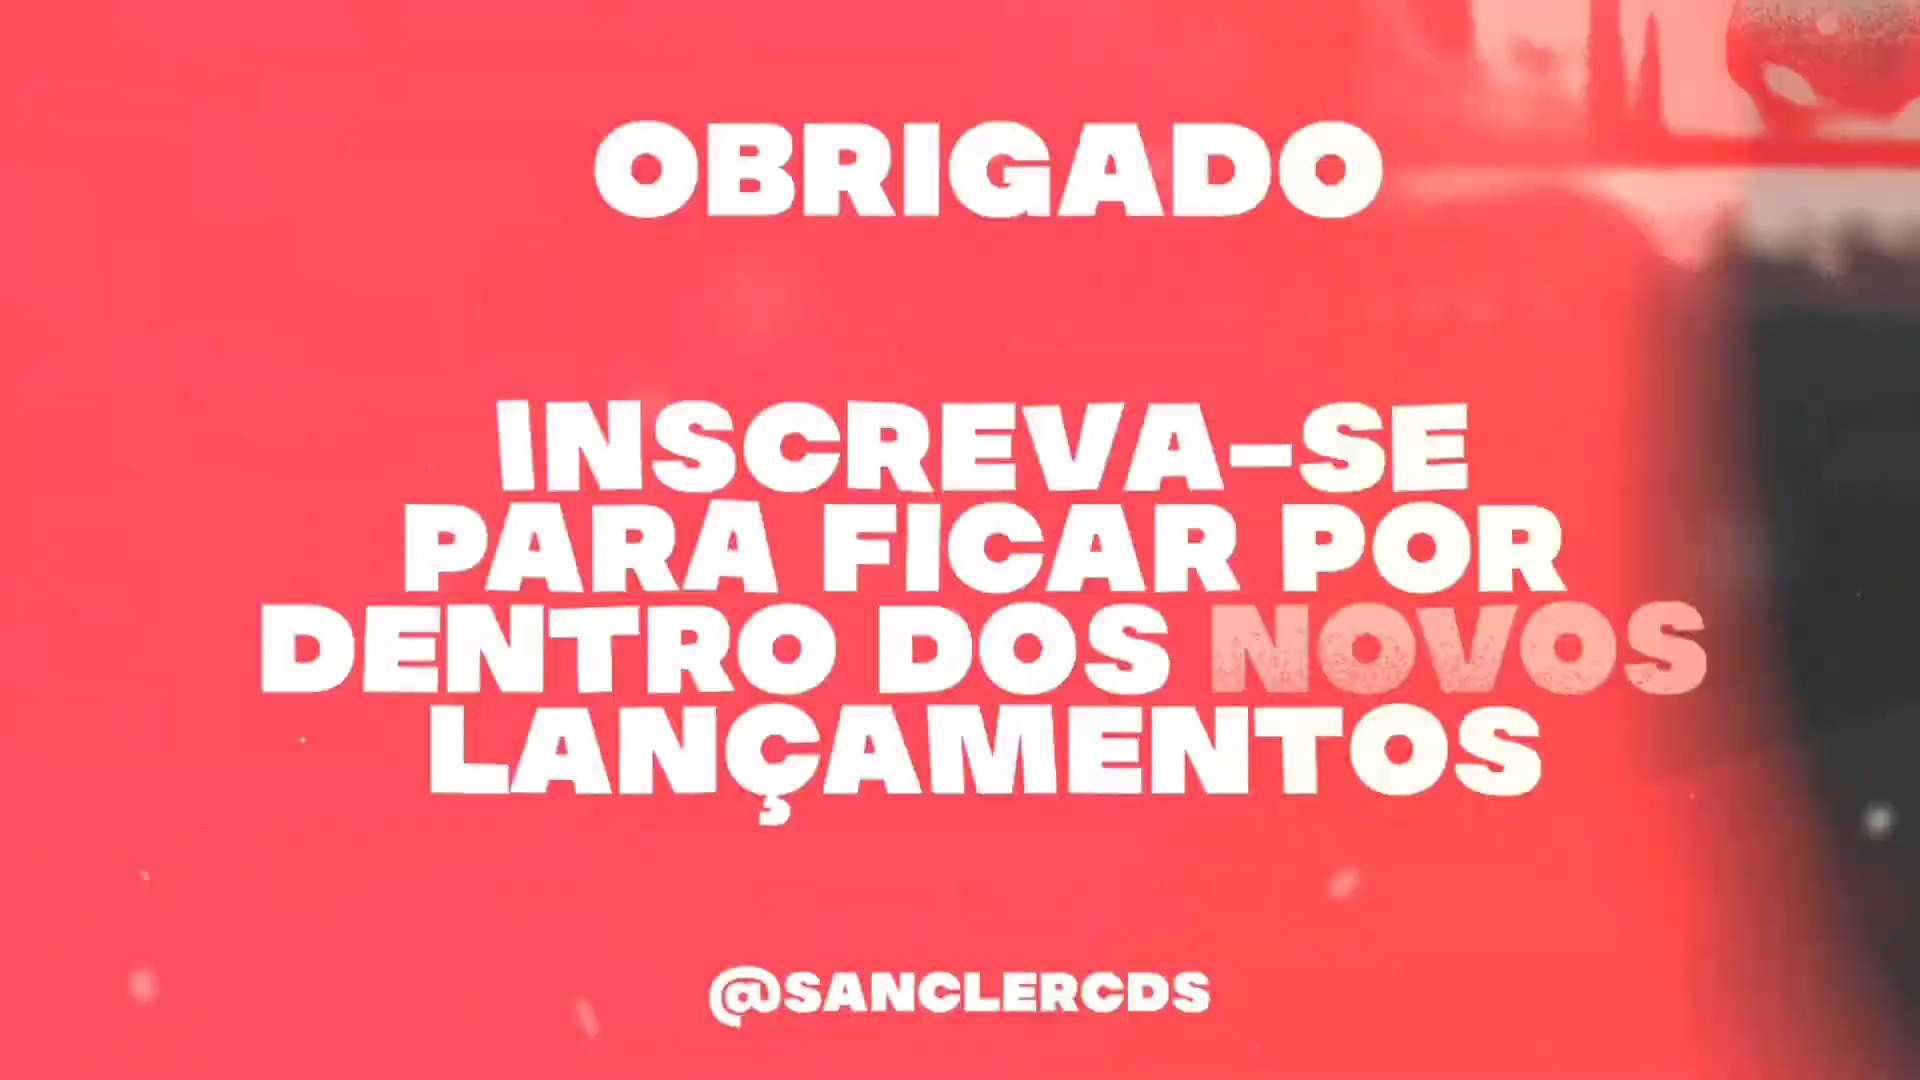 OBRIGADO
INSCREVA-SE
PARA FICAR POR
DENTRO DOS NOVOS
LANÇAMENTOS
@SANCLERCDS